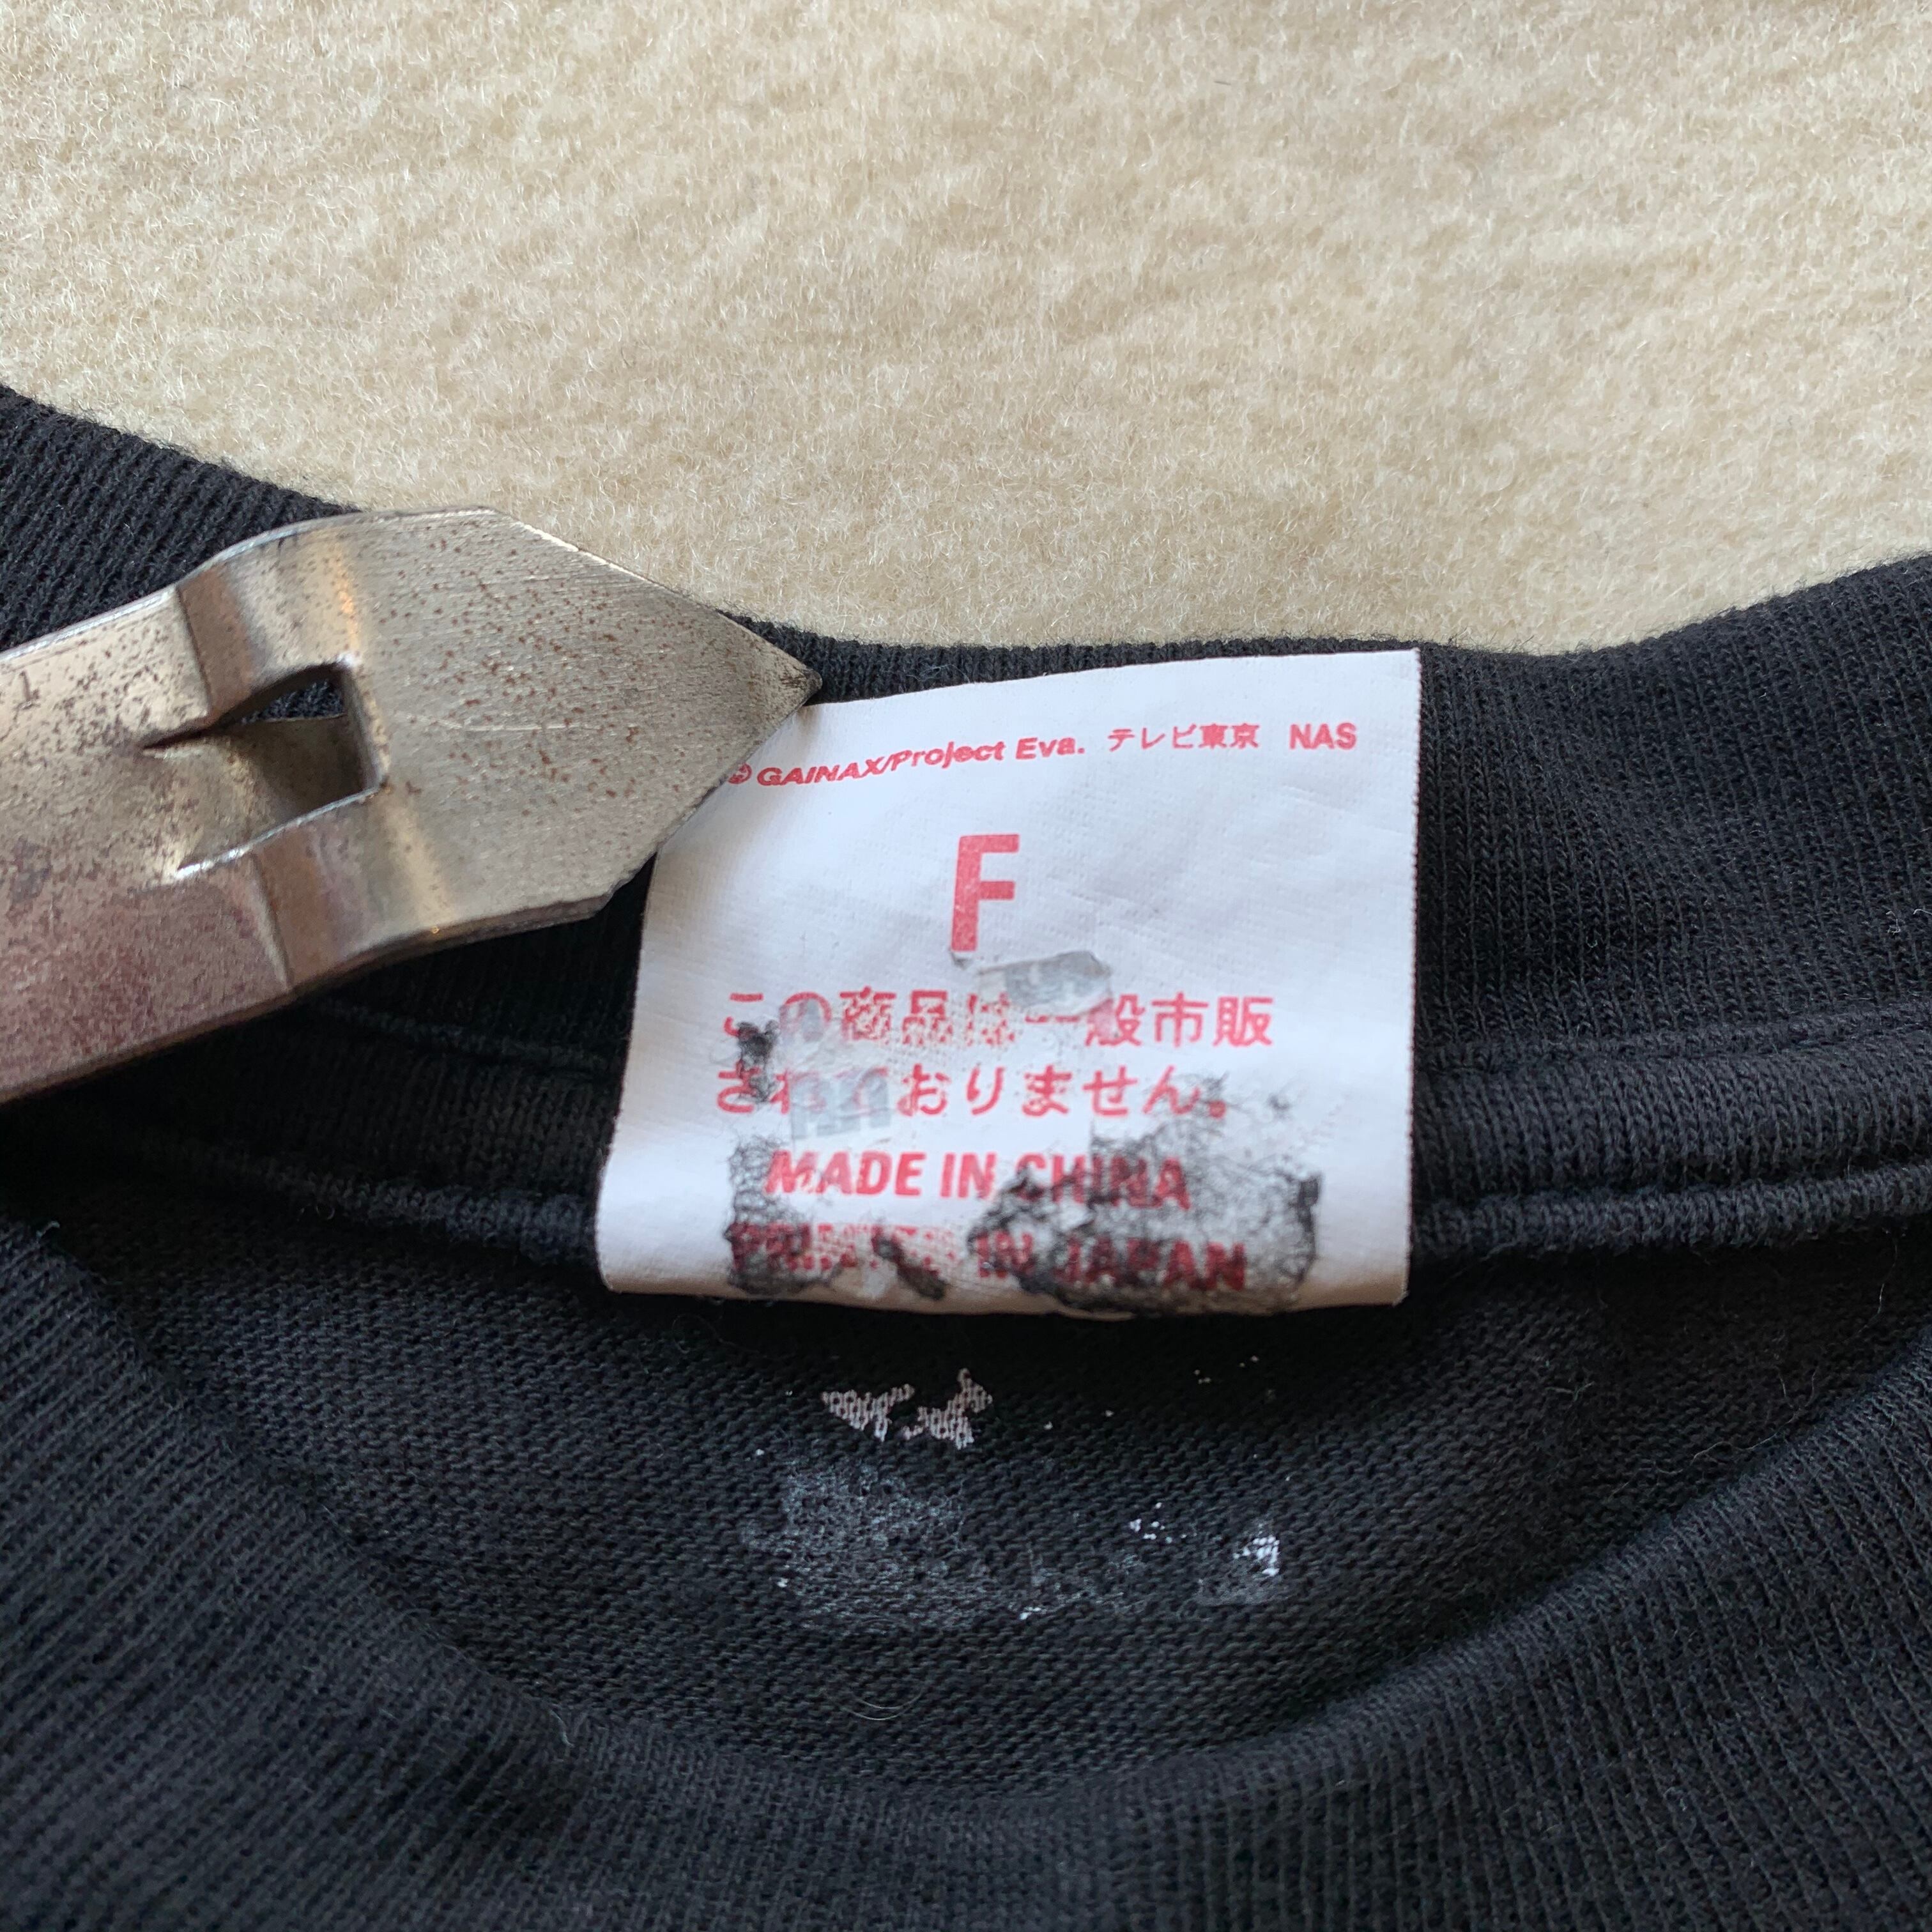 © GAINAX/Project Eva. テレビ東京 NAS
F
この商品は一般市販
されておりません。
MADE IN CHINA
PRINTED IN JAPAN